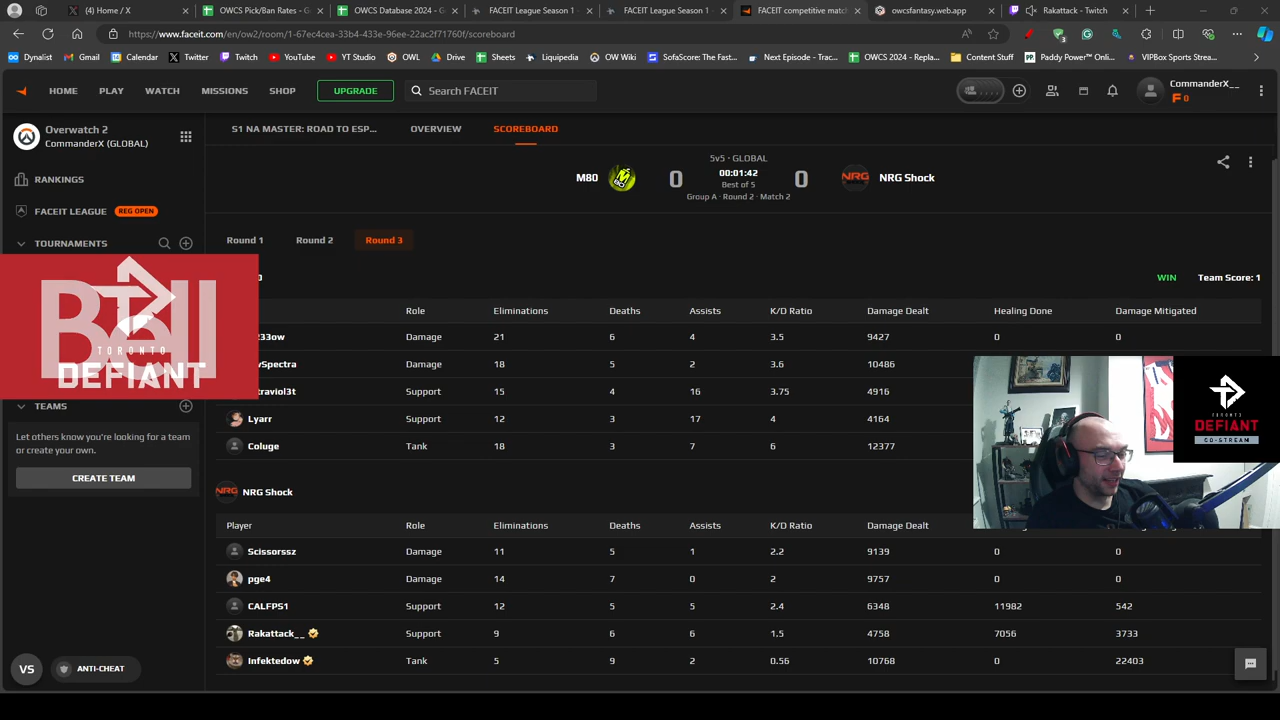 (4) Home / X
OWCS Pick/Ban Rates - G
OWCS Database 2024 - G
FACEIT League Season 1 -
FACEIT League Season 1 -
FACEIT competitive matc
owcsfantasy.web.app
Rakattack - Twitch
https://www.faceit.com/en/ow2/room/1-67ec4cea-33b4-433e-96ee-22ac2f71760f/scoreboard
Dynalist Gmail Calendar Twitter Twitch YouTube YT Studio OWL Drive Sheets Liquipedia OW Wiki SofaScore: The Fast... Next Episode - Trac... OWCS 2024 - Repla... Content Stuff Paddy Power™ Onli... VIPBox Sports Strea...
HOME PLAY WATCH MISSIONS SHOP UPGRADE Search FACEIT
CommanderX__
F 0
Overwatch 2
CommanderX (GLOBAL)
S1 NA MASTER: ROAD TO ESP... OVERVIEW SCOREBOARD
RANKINGS
FACEIT LEAGUE REG OPEN
TOURNAMENTS
TEAMS
Let others know you're looking for a team
or create your own.
CREATE TEAM
VS ANTI-CHEAT
5v5 • GLOBAL
M80 0 00:01:42 0 NRG NRG Shock
Best of 5
Group A • Round 2 • Match 2
Round 1 Round 2 Round 3
0 WIN Team Score: 1
Role Eliminations Deaths Assists K/D Ratio Damage Dealt Healing Done Damage Mitigated
233ow Damage 21 6 4 3.5 9427 0 0
vSpectra Damage 18 5 2 3.6 10486
traviol3t Support 15 4 16 3.75 4916
Lyarr Support 12 3 17 4 4164
Coluge Tank 18 3 7 6 12377
NRG NRG Shock
Player Role Eliminations Deaths Assists K/D Ratio Damage Dealt
Scissorssz Damage 11 5 1 2.2 9139 0 0
pge4 Damage 14 7 0 2 9757 0 0
CALFPS1 Support 12 5 5 2.4 6348 11982 542
Rakattack__ Support 9 6 6 1.5 4758 7056 3733
Infektedow Tank 5 9 2 0.56 10768 0 22403
Bell
TORONTO
DEFIANT
TORONTO
DEFIANT
CO-STREAM